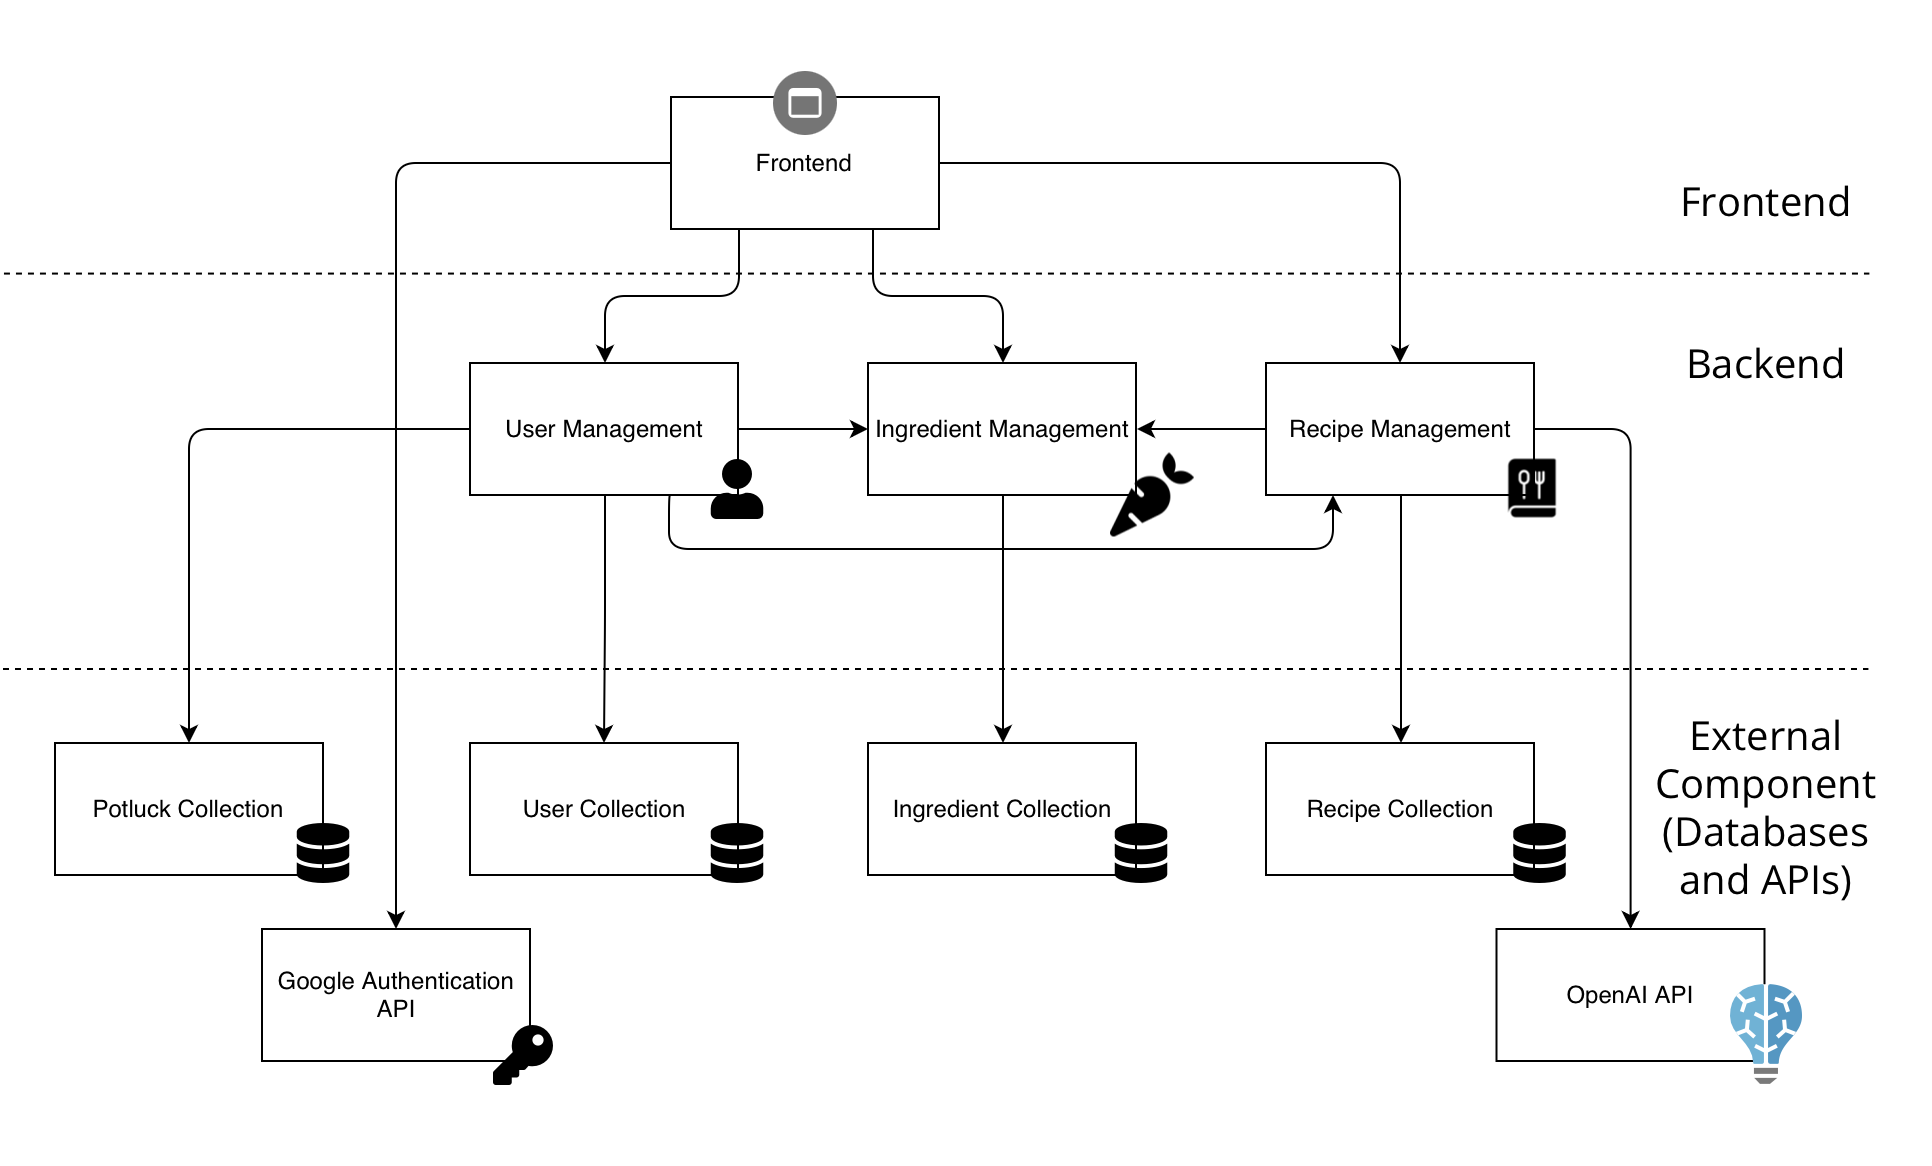 Frontend
Frontend
Backend
User Management
Ingredient Management
Recipe Management
External
Component
(Databases
and APIs)
Potluck Collection
User Collection
Ingredient Collection
Recipe Collection
Google Authentication
API
OpenAI API